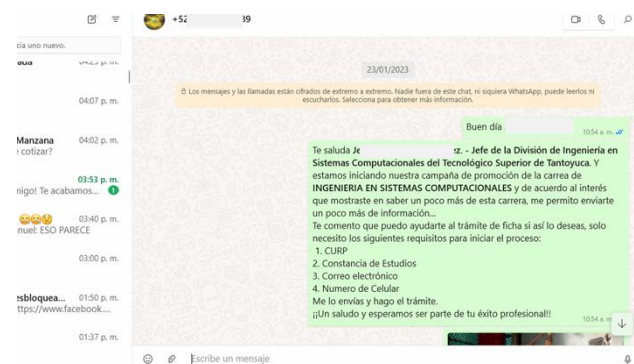 +52 39
cia uno nuevo.
04:07 p. m.
Manzana 04:02 p. m.
cotizar?
03:53 p. m.
nigo! Te acabamos... 1
03:40 p. m.
nuel: ESO PARECE
03:00 p. m.
esbloquea... 01:50 p. m.
ttps://www.facebook....
01:37 p. m.
23/01/2023
Los mensajes y las llamadas están cifrados de extremo a extremo. Nadie fuera de este chat, ni siquiera WhatsApp, puede leerlos ni
escucharlos. Selecciona para obtener más información.
Buen día
10:54 a. m.
Te saluda Je ez. - Jefe de la División de Ingeniería en
Sistemas Computacionales del Tecnológico Superior de Tantoyuca. Y
estamos iniciando nuestra campaña de promoción de la carrea de
INGENIERIA EN SISTEMAS COMPUTACIONALES y de acuerdo al interés
que mostraste en saber un poco más de esta carrera, me permito enviarte
un poco más de información...
Te comento que puedo ayudarte al trámite de ficha si así lo deseas, solo
necesito los siguientes requisitos para iniciar el proceso:
1. CURP
2. Constancia de Estudios
3. Correo electrónico
4. Numero de Celular
Me lo envías y hago el trámite.
¡¡Un saludo y esperamos ser parte de tu éxito profesional!!
10:54 a. m.
Escribe un mensaje